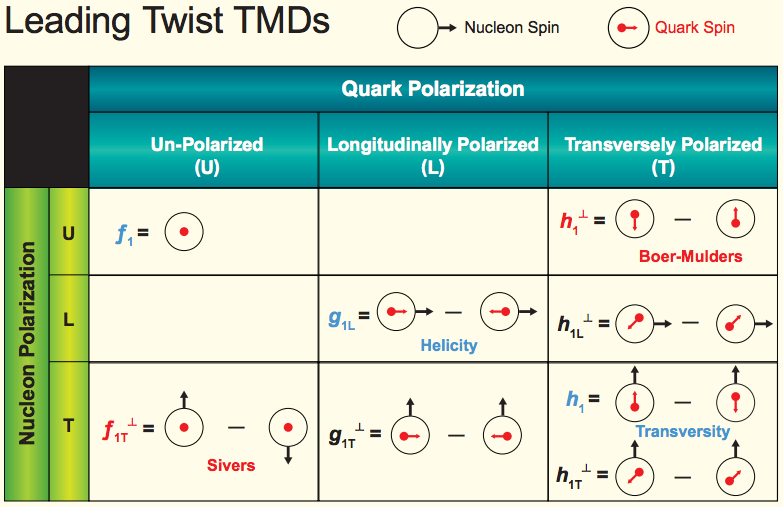 Leading Twist TMDs
Nucleon Spin
Quark Spin
Quark Polarization
Un-Polarized
(U)
Longitudinally Polarized
(L)
Transversely Polarized
(T)
Nucleon Polarization
U
f₁ =
h₁^⊥ = —
Boer-Mulders
L
g₁L = —
Helicity
h₁L^⊥ = —
T
f₁T^⊥ = —
Sivers
g₁T^⊥ = —
h₁ = —
Transversity
h₁T^⊥ = —